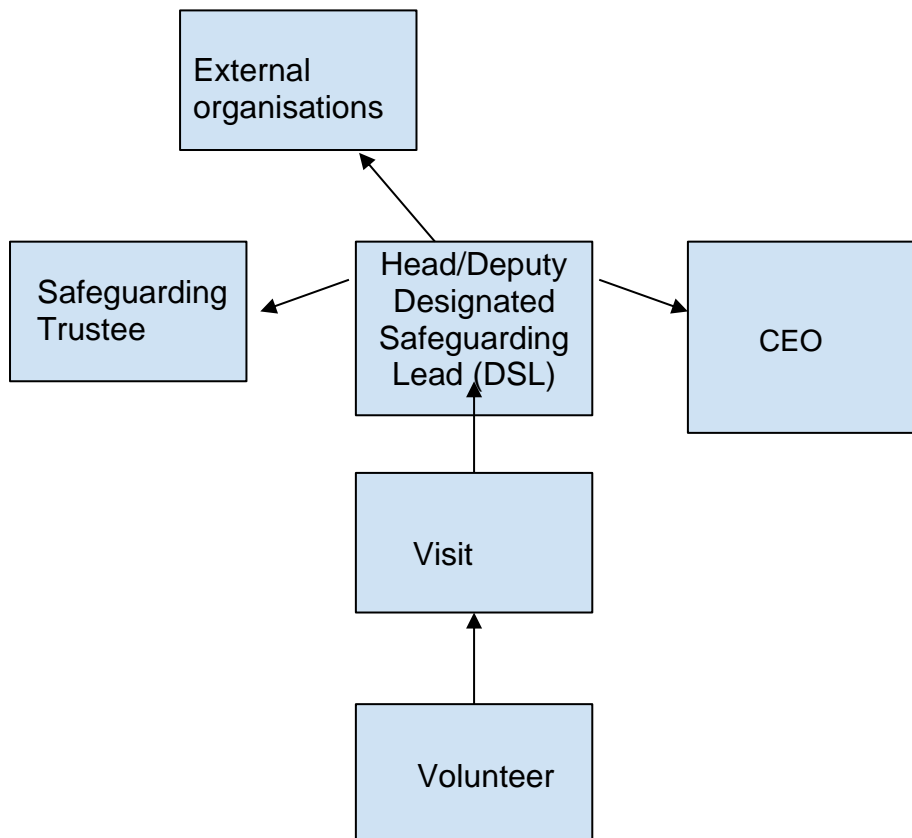 External
organisations
Safeguarding
Trustee
Head/Deputy
Designated
Safeguarding
Lead (DSL)
CEO
Visit
Volunteer